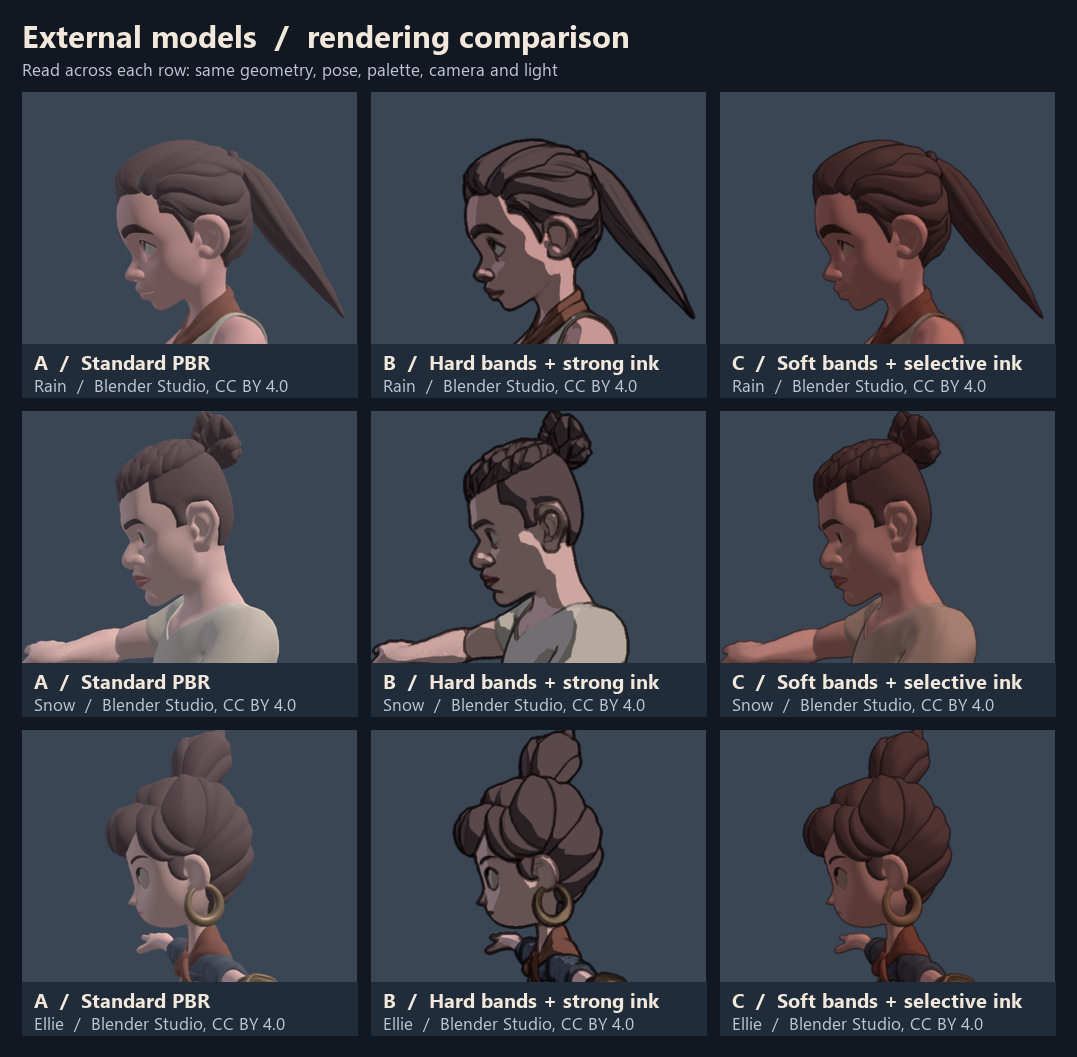 External models / rendering comparison
Read across each row: same geometry, pose, palette, camera and light
A / Standard PBR
Rain / Blender Studio, CC BY 4.0
B / Hard bands + strong ink
Rain / Blender Studio, CC BY 4.0
C / Soft bands + selective ink
Rain / Blender Studio, CC BY 4.0
A / Standard PBR
Snow / Blender Studio, CC BY 4.0
B / Hard bands + strong ink
Snow / Blender Studio, CC BY 4.0
C / Soft bands + selective ink
Snow / Blender Studio, CC BY 4.0
A / Standard PBR
Ellie / Blender Studio, CC BY 4.0
B / Hard bands + strong ink
Ellie / Blender Studio, CC BY 4.0
C / Soft bands + selective ink
Ellie / Blender Studio, CC BY 4.0